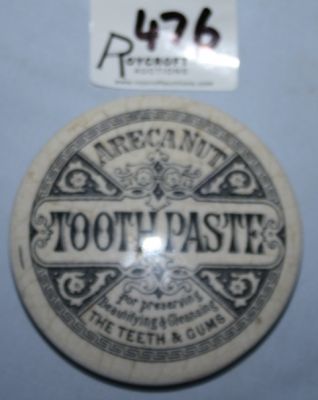 476
ROYCROFT
AUCTIONS
ARECANUT
TOOTH PASTE
for preserving
Beautifying & Cleansing
THE TEETH & GUMS